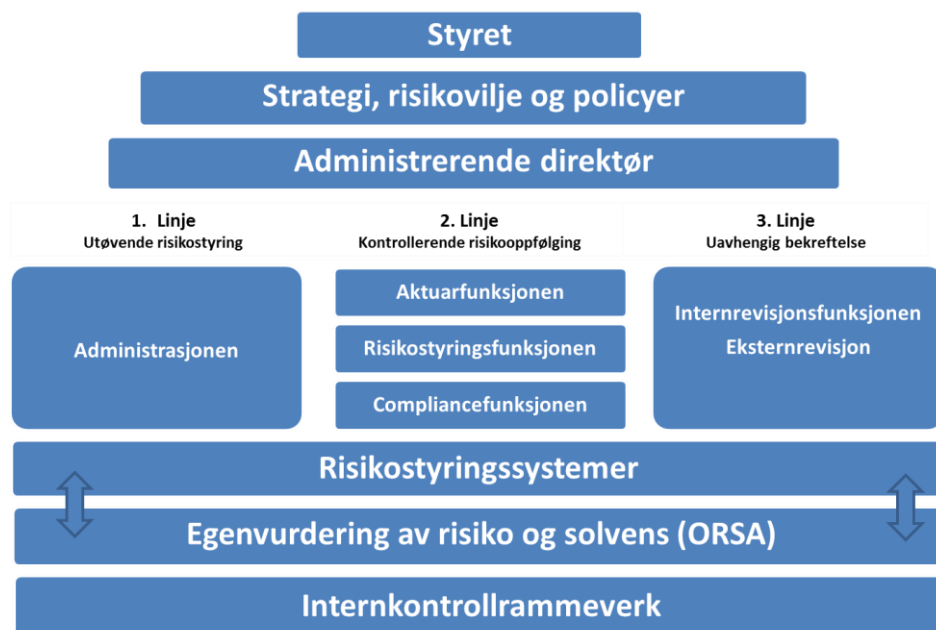 Styret
Strategi, risikovilje og policyer
Administrerende direktør
1. Linje
Utøvende risikostyring
2. Linje
Kontrollerende risikooppfølging
3. Linje
Uavhengig bekreftelse
Administrasjonen
Aktuarfunksjonen
Risikostyringsfunksjonen
Compliancefunksjonen
Internrevisjonsfunksjonen
Eksternrevisjon
Risikostyringssystemer
Egenvurdering av risiko og solvens (ORSA)
Internkontrollrammeverk